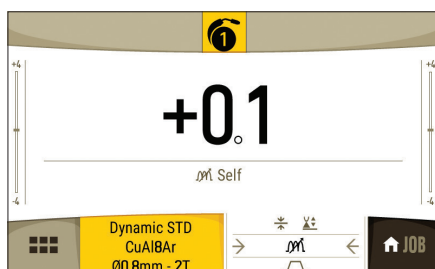 1
+4 +4
+0.1
m Self
-4 -4
Dynamic STD
CuAl8Ar
Ø0.8mm - 2T
JOB